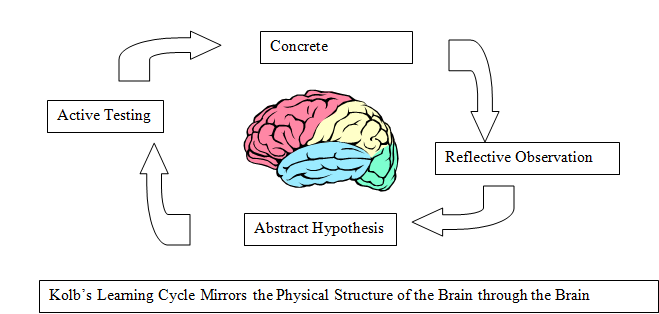 Concrete
Active Testing
Reflective Observation
Abstract Hypothesis
Kolb's Learning Cycle Mirrors the Physical Structure of the Brain through the Brain